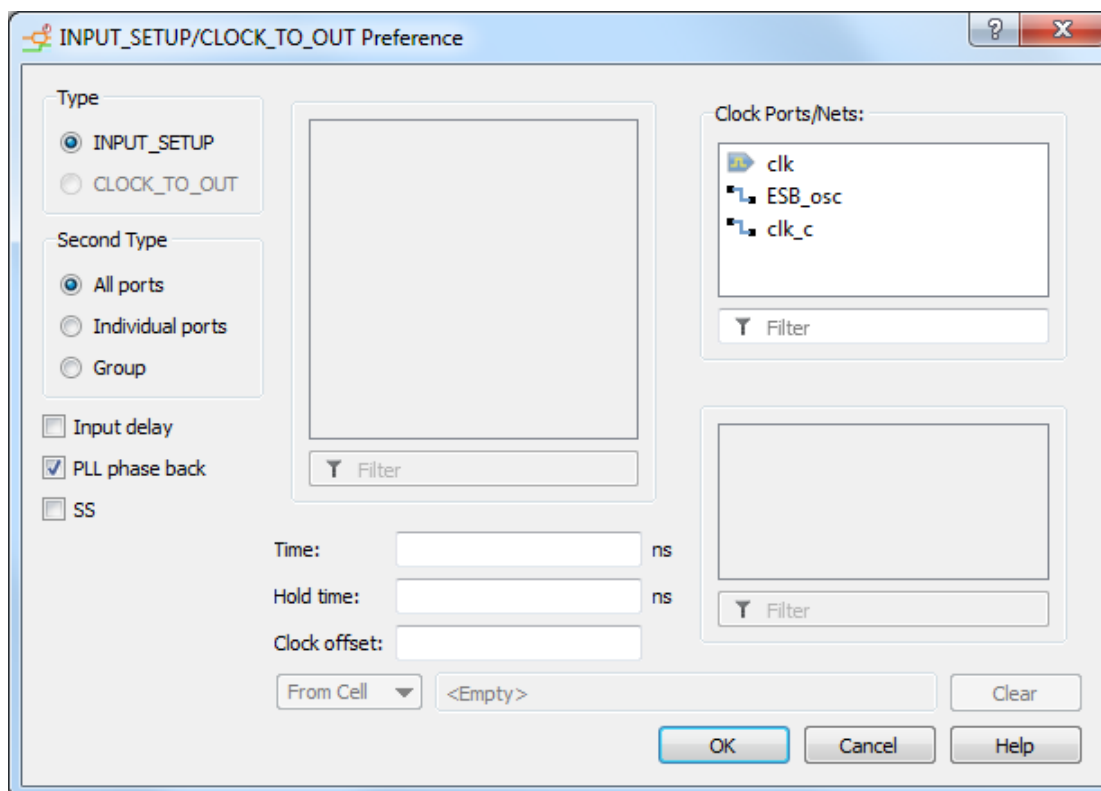 INPUT_SETUP/CLOCK_TO_OUT Preference
?
X
Type
INPUT_SETUP
CLOCK_TO_OUT
Second Type
All ports
Individual ports
Group
Input delay
PLL phase back
SS
Filter
Clock Ports/Nets:
clk
ESB_osc
clk_c
Filter
Filter
Time:
ns
Hold time:
ns
Clock offset:
From Cell
<Empty>
Clear
OK
Cancel
Help